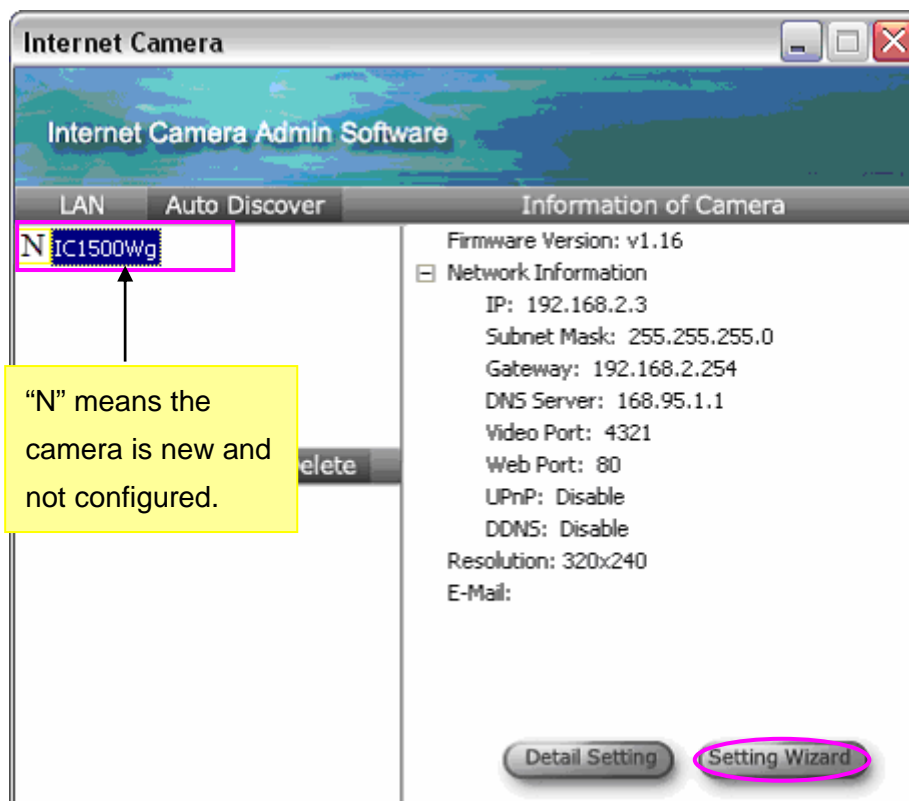 Internet Camera
Internet Camera Admin Software
LAN Auto Discover Information of Camera
N IC1500Wg
Firmware Version: v1.16
Network Information
IP: 192.168.2.3
Subnet Mask: 255.255.255.0
Gateway: 192.168.2.254
DNS Server: 168.95.1.1
Video Port: 4321
Web Port: 80
UPnP: Disable
DDNS: Disable
Resolution: 320x240
E-Mail:
“N” means the
camera is new and
not configured.
elete
Detail Setting Setting Wizard